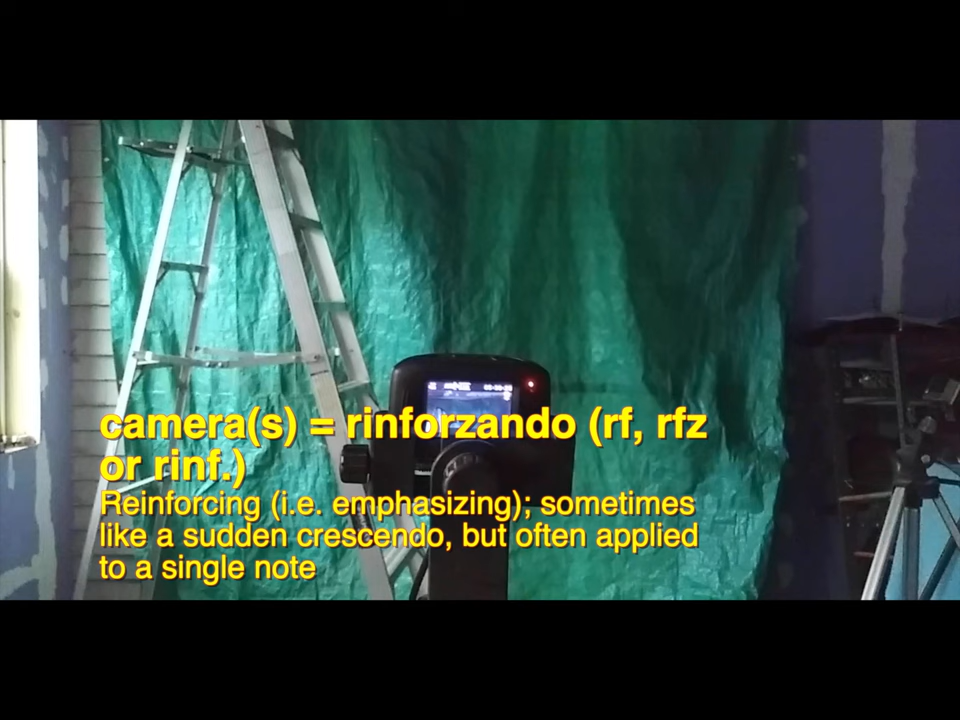 camera(s) = rinforzando (rf, rfz
or rinf.)
Reinforcing (i.e. emphasizing); sometimes
like a sudden crescendo, but often applied
to a single note